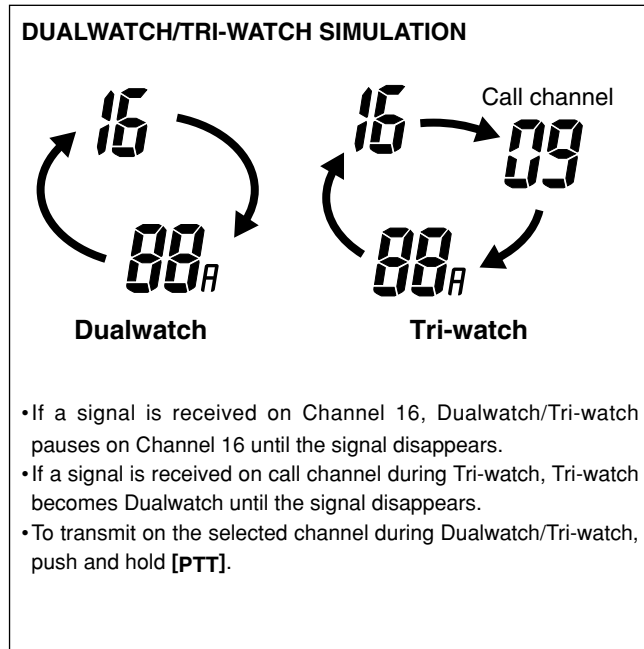 DUALWATCH/TRI-WATCH SIMULATION
16
88A
Dualwatch
16
Call channel
09
88A
Tri-watch
•If a signal is received on Channel 16, Dualwatch/Tri-watch
pauses on Channel 16 until the signal disappears.
•If a signal is received on call channel during Tri-watch, Tri-watch
becomes Dualwatch until the signal disappears.
•To transmit on the selected channel during Dualwatch/Tri-watch,
push and hold [PTT].